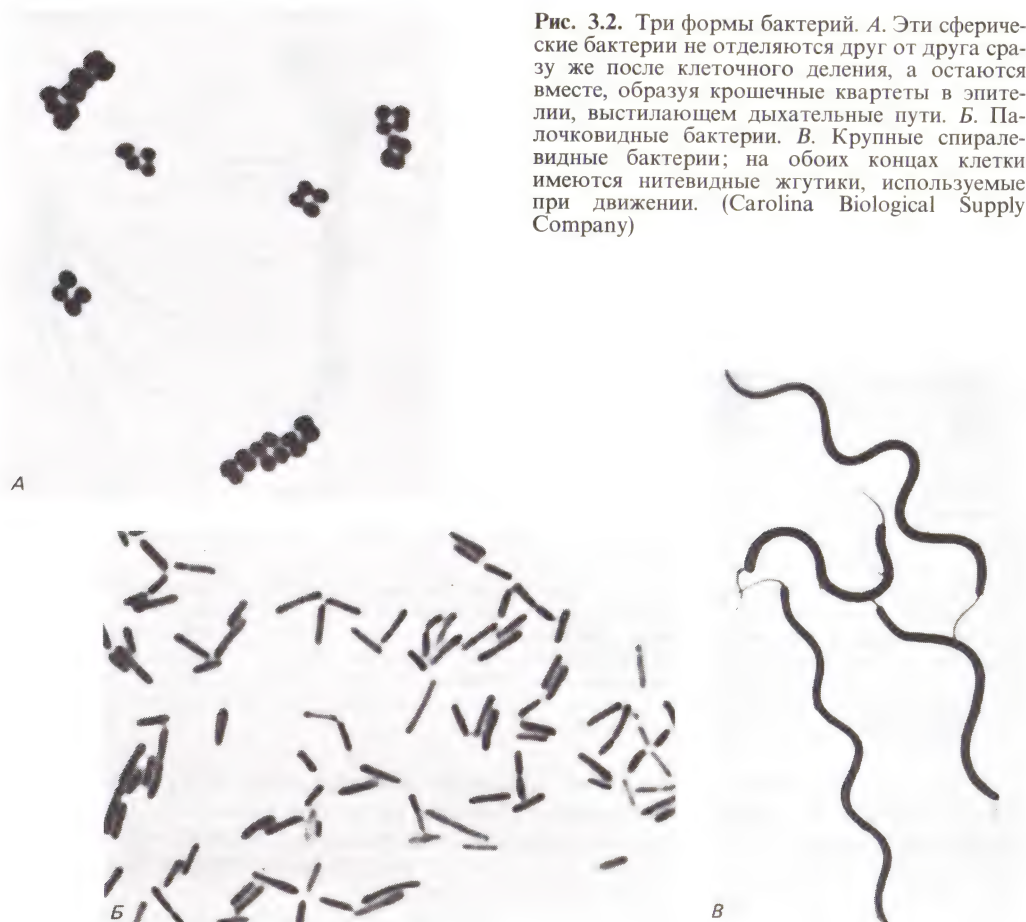 Рис. 3.2. Три формы бактерий. А. Эти сфериче-
ские бактерии не отделяются друг от друга сра-
зу же после клеточного деления, а остаются
вместе, образуя крошечные квартеты в эпите-
лии, выстилающем дыхательные пути. Б. Па-
лочковидные бактерии. В. Крупные спирале-
видные бактерии; на обоих концах клетки
имеются нитевидные жгутики, используемые
при движении. (Carolina Biological Supply
Company)
А
Б
В